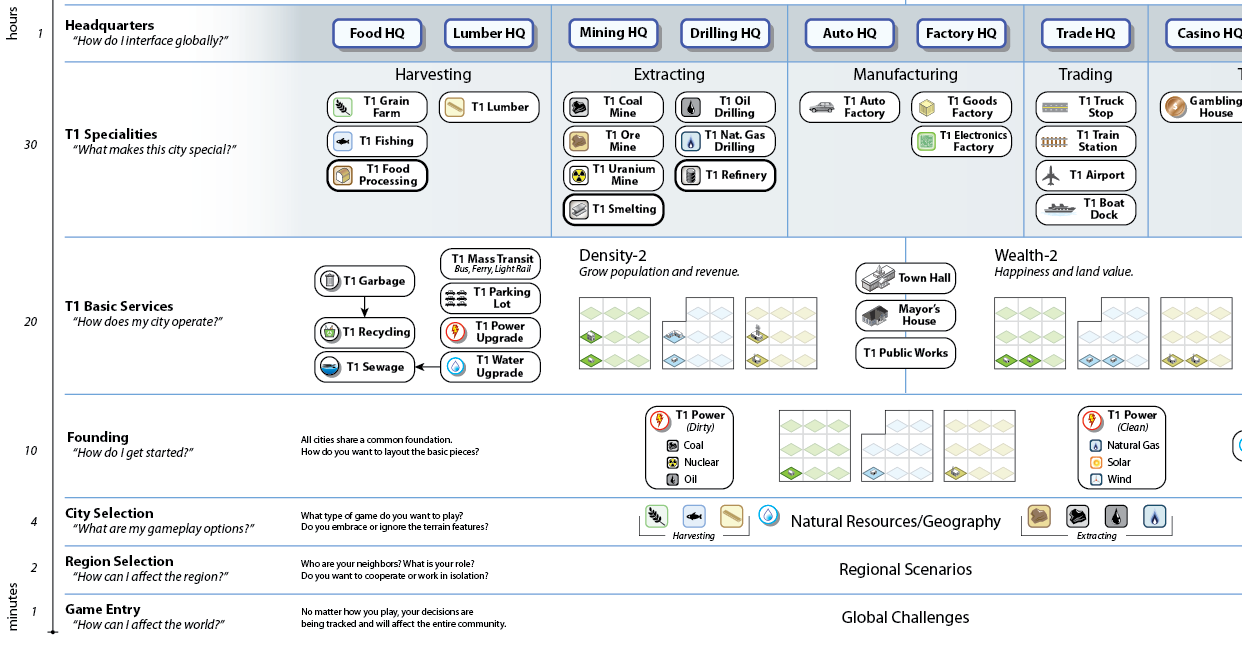 hours
1
Headquarters
“How do I interface globally?”
Food HQ
Lumber HQ
Mining HQ
Drilling HQ
Auto HQ
Factory HQ
Trade HQ
Casino HQ
30
T1 Specialities
“What makes this city special?”
Harvesting
T1 Grain
Farm
T1 Lumber
T1 Fishing
T1 Food
Processing
Extracting
T1 Coal
Mine
T1 Oil
Drilling
T1 Ore
Mine
T1 Nat. Gas
Drilling
T1 Uranium
Mine
T1 Refinery
T1 Smelting
Manufacturing
T1 Auto
Factory
T1 Goods
Factory
T1 Electronics
Factory
Trading
T1 Truck
Stop
T1 Train
Station
T1 Airport
T1 Boat
Dock
T
Gambling
House
20
T1 Basic Services
“How does my city operate?”
T1 Garbage
T1 Recycling
T1 Sewage
T1 Mass Transit
Bus, Ferry, Light Rail
T1 Parking
Lot
T1 Power
Upgrade
T1 Water
Ugprade
Density-2
Grow population and revenue.
Town Hall
Mayor’s
House
T1 Public Works
Wealth-2
Happiness and land value.
10
Founding
“How do I get started?”
All cities share a common foundation.
How do you want to layout the basic pieces?
T1 Power
(Dirty)
Coal
Nuclear
Oil
T1 Power
(Clean)
Natural Gas
Solar
Wind
4
City Selection
“What are my gameplay options?”
What type of game do you want to play?
Do you embrace or ignore the terrain features?
Harvesting
Natural Resources/Geography
Extracting
2
Region Selection
“How can I affect the region?”
Who are your neighbors? What is your role?
Do you want to cooperate or work in isolation?
Regional Scenarios
minutes
1
Game Entry
“How can I affect the world?”
No matter how you play, your decisions are
being tracked and will affect the entire community.
Global Challenges